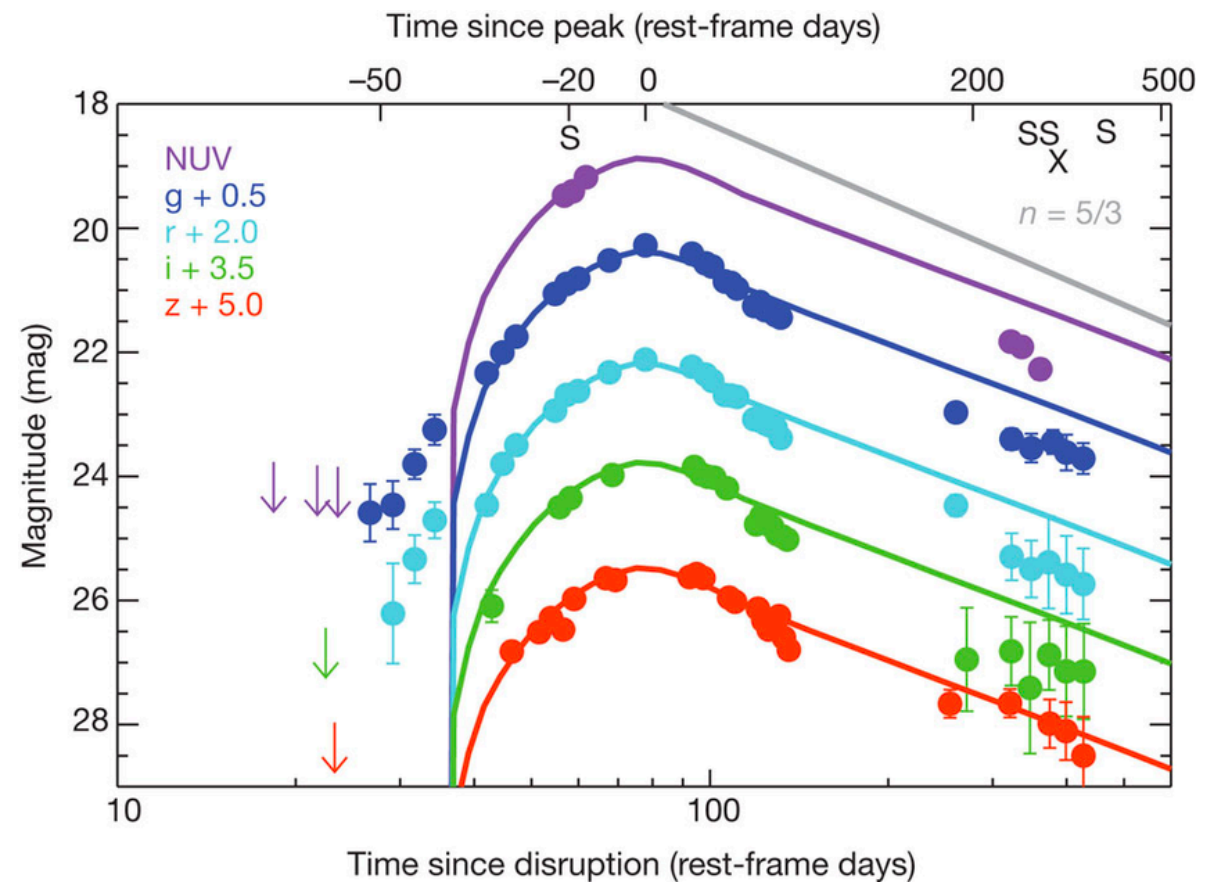 Time since peak (rest-frame days)
−50 −20 0 200 500
18
S SS S
X
NUV
g + 0.5
r + 2.0
i + 3.5
z + 5.0
n = 5/3
20
22
24
26
28
Magnitude (mag)
10 100
Time since disruption (rest-frame days)